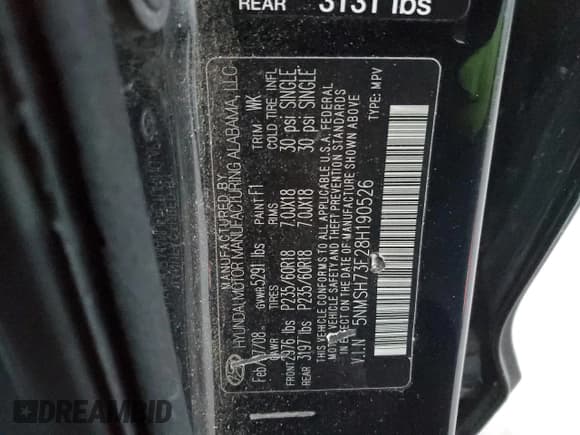 REAR 3131 lbs
MANUFACTURED BY
HYUNDAI MOTOR MANUFACTURING ALABAMA, LLC
Feb /17/08 GVWR 5291 lbs PAINT F1 TRIM WK
GAWR TIRES RIMS COLD TIRE INFL
FRONT 2976 lbs P235/60R18 7.0JX18 30 psi SINGLE
REAR 3197 lbs P235/60R18 7.0JX18 30 psi SINGLE
THIS VEHICLE CONFORMS TO ALL APPLICABLE U.S.A. FEDERAL
MOTOR VEHICLE SAFETY AND THEFT PREVENTION STANDARDS
IN EFFECT ON THE DATE OF MANUFACTURE SHOWN ABOVE
V.I.N 5NMSH73E28H190526 TYPE: MPV
DREAMBID